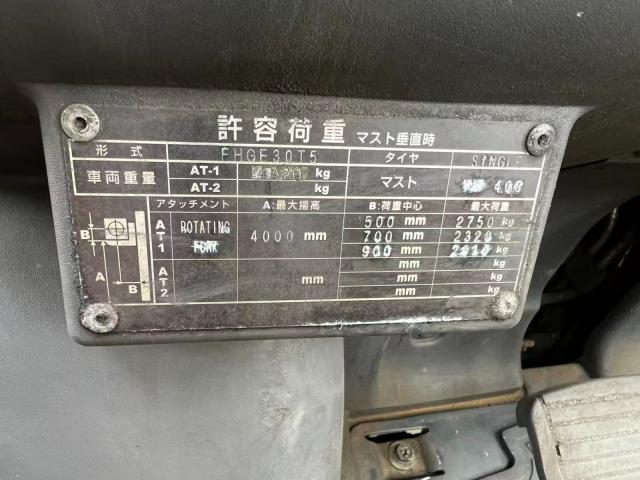 許容荷重 マスト垂直時
形式 FHGF30T5 タイヤ SINGLE
車両重量 AT-1 kg マスト 400
AT-2 kg
アタッチメント A:最大揚高 B:荷重中心 最大荷重
B A B
AT1 ROTATING FORK 4000 mm 500 mm 2750 kg
700 mm 2320 kg
900 mm kg
AT2 mm mm kg
mm kg
mm kg